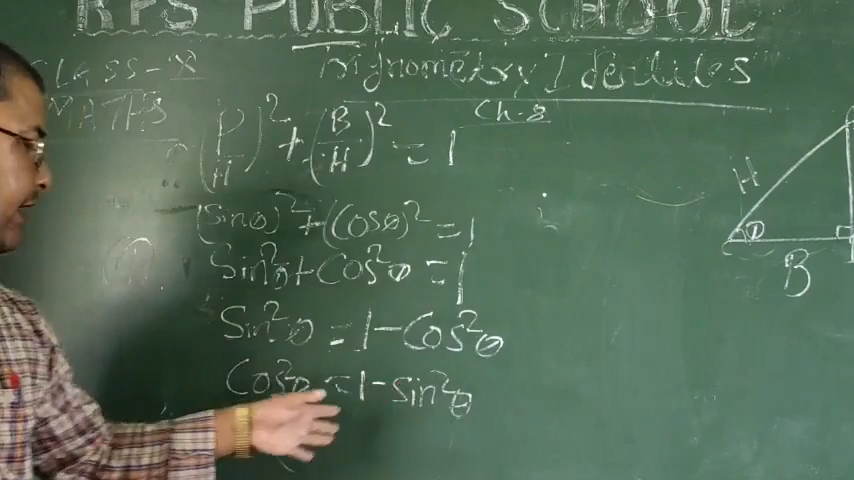 RPS PUBLIC SCHOOL
Class-X
Trignometry Identities
MATHS
Ch-8
(P/H)² + (B/H)² = 1
(Sinθ)² + (Cosθ)² = 1
Sin²θ + Cos²θ = 1
Sin²θ = 1 - Cos²θ
Cos²θ = 1 - Sin²θ
H
θ
B